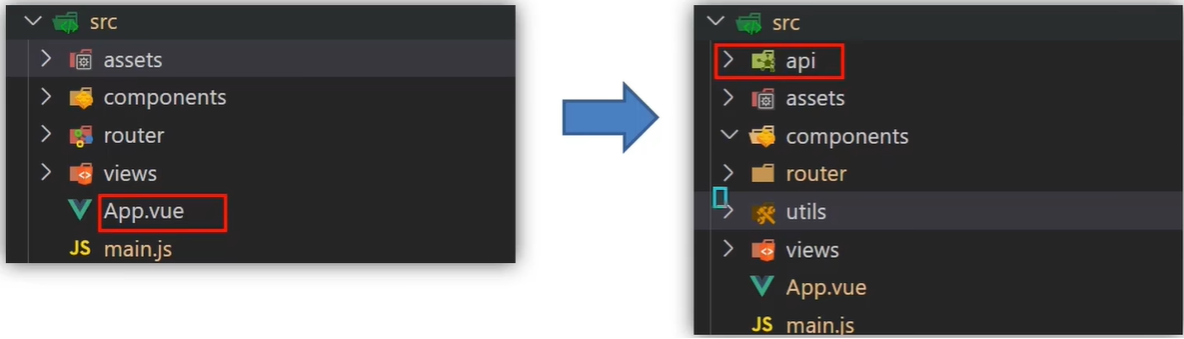 src
assets
components
router
views
App.vue
JS main.js
src
api
assets
components
router
utils
views
App.vue
JS main.js